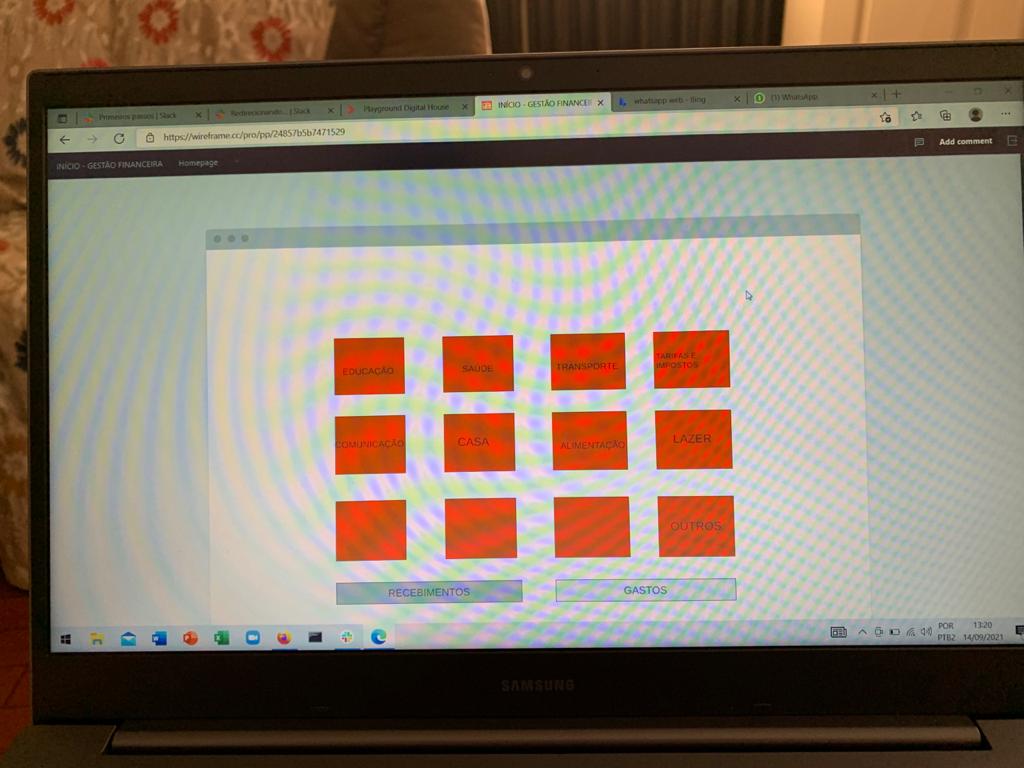 Primeiros passos | Slack
Redirecionando... | Slack
Playground Digital House
INÍCIO - GESTÃO FINANCEI
whatsapp web - Bing
(1) WhatsApp
https://wireframe.cc/pro/pp/24857b5b7471529
INÍCIO - GESTÃO FINANCEIRA
Homepage
Add comment
EDUCAÇÃO
SAÚDE
TRANSPORTE
TARIFAS E
IMPOSTOS
COMUNICAÇÃO
CASA
ALIMENTAÇÃO
LAZER
OUTROS
RECEBIMENTOS
GASTOS
POR
PTB2
13:20
14/09/2021
SAMSUNG